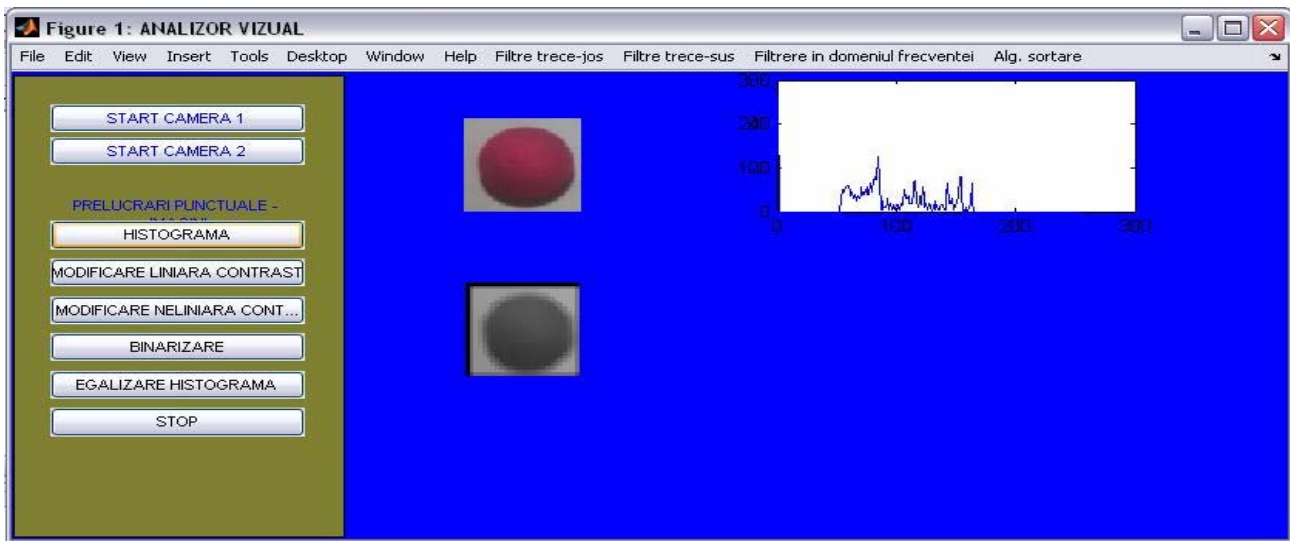 Figure 1: ANALIZOR VIZUAL
File Edit View Insert Tools Desktop Window Help Filtre trece-jos Filtre trece-sus Filtrere in domeniul frecventei Alg. sortare
START CAMERA 1
START CAMERA 2
PRELUCRARI PUNCTUALE -
HISTOGRAMA
MODIFICARE LINIARA CONTRAST
MODIFICARE NELINIARA CONT...
BINARIZARE
EGALIZARE HISTOGRAMA
STOP
300
200
100
0
0 100 200 300